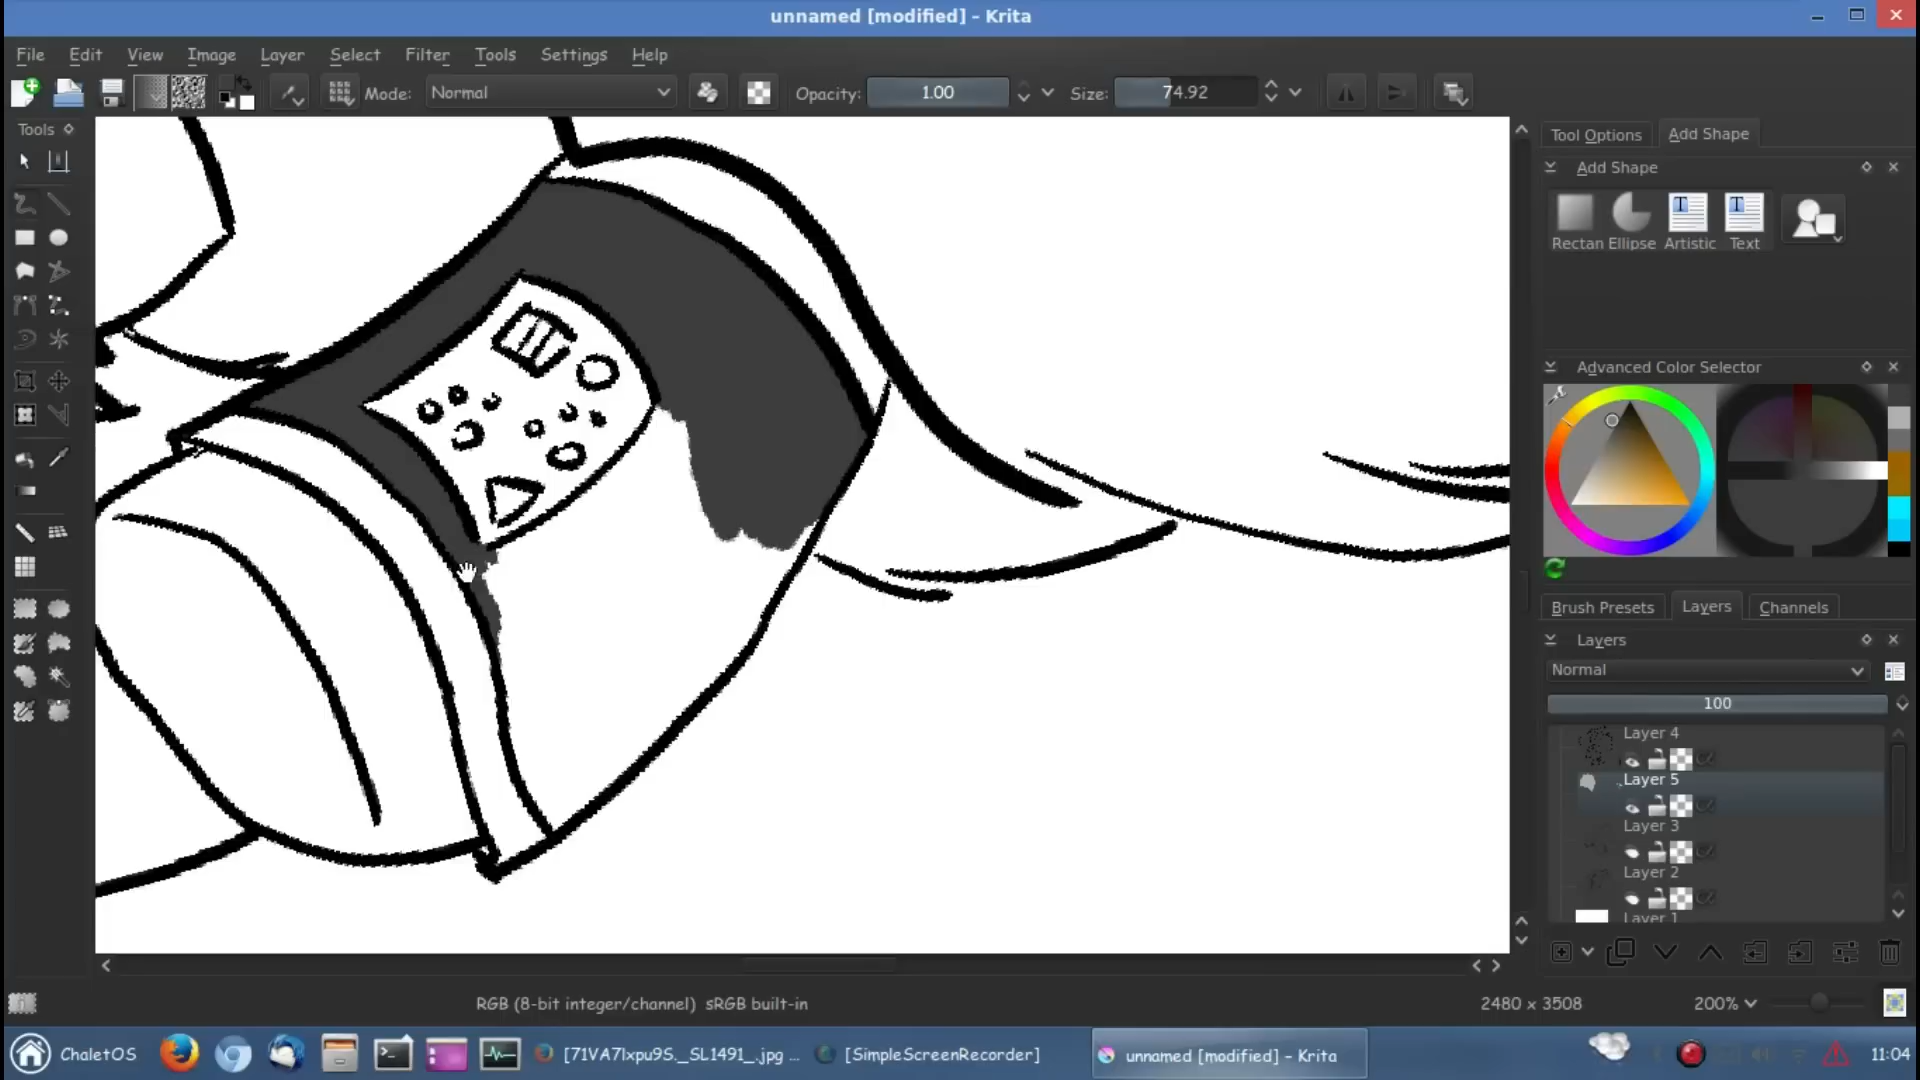 unnamed [modified] – Krita
File Edit View Image Layer Select Filter Tools Settings Help
Mode: Normal Opacity: 1.00 Size: 74.92
Tools
Tool Options Add Shape
Add Shape
Rectan Ellipse Artistic Text
Advanced Color Selector
Brush Presets Layers Channels
Layers
Normal
100
Layer 4
Layer 5
Layer 3
Layer 2
Layer 1
RGB (8-bit integer/channel) sRGB built-in 2480 x 3508 200%
ChaletOS [71VA7lxpu9S._SL1491_.jpg ... [SimpleScreenRecorder] unnamed [modified] – Krita 11:04